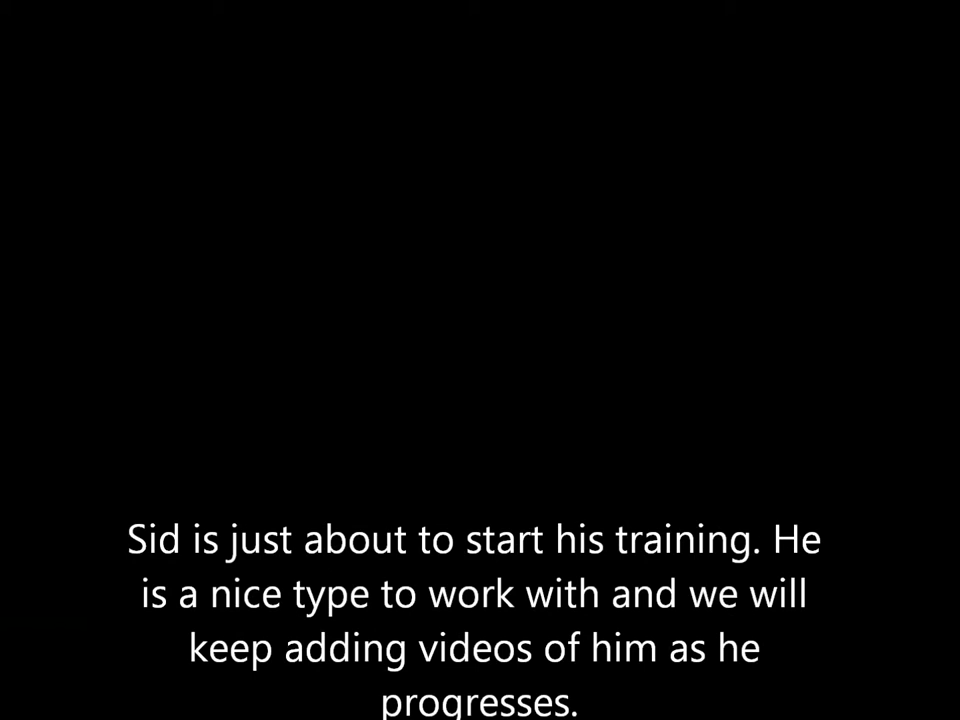 Sid is just about to start his training. He
is a nice type to work with and we will
keep adding videos of him as he
progresses.